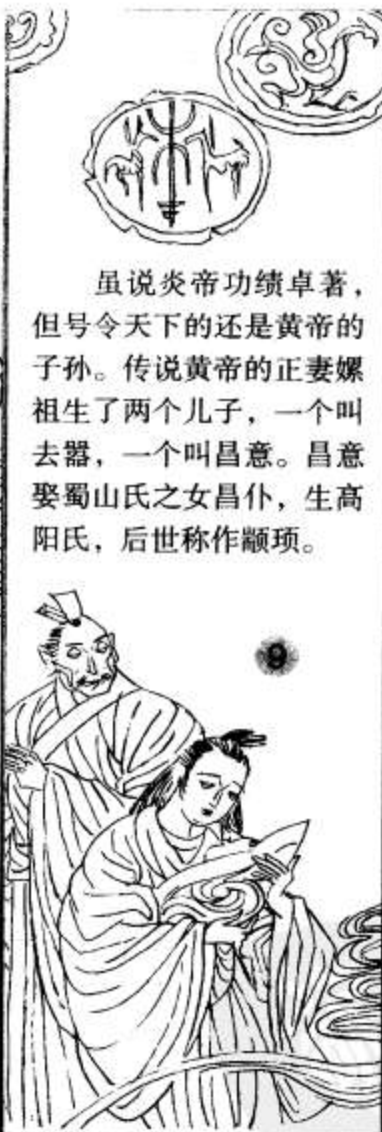 虽说炎帝功绩卓著，
但号令天下的还是黄帝的
子孙。传说黄帝的正妻嫘
祖生了两个儿子，一个叫
去嚣，一个叫昌意。昌意
娶蜀山氏之女昌仆，生高
阳氏，后世称作颛顼。
9